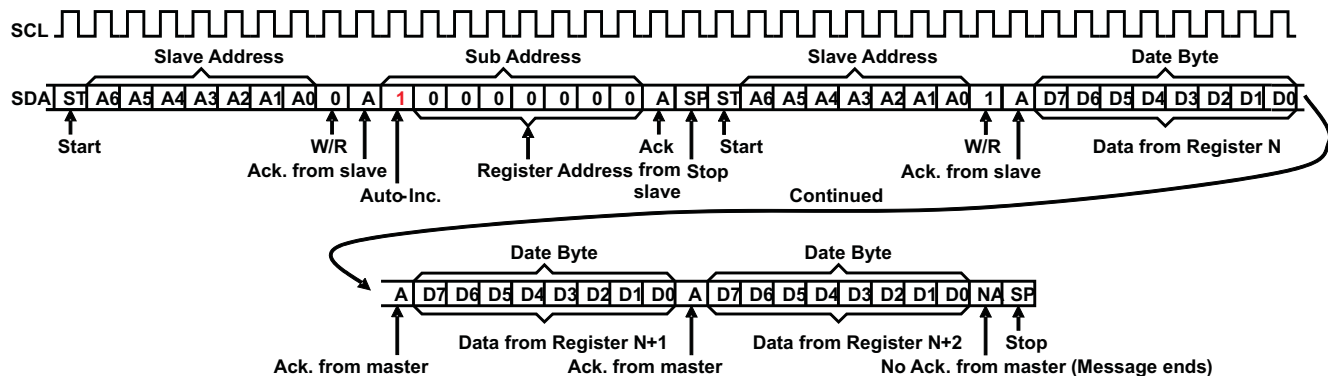 SCL
Slave Address Sub Address Slave Address Date Byte
SDA ST A6 A5 A4 A3 A2 A1 A0 0 A 1 0 0 0 0 0 0 0 A SP ST A6 A5 A4 A3 A2 A1 A0 1 A D7 D6 D5 D4 D3 D2 D1 D0
Start W/R Ack Start W/R Data from Register N
Ack. from slave Register Address from Stop Ack. from slave
Auto-Inc. slave Continued
Date Byte Date Byte
A D7 D6 D5 D4 D3 D2 D1 D0 A D7 D6 D5 D4 D3 D2 D1 D0 NA SP
Data from Register N+1 Data from Register N+2 Stop
Ack. from master Ack. from master No Ack. from master (Message ends)